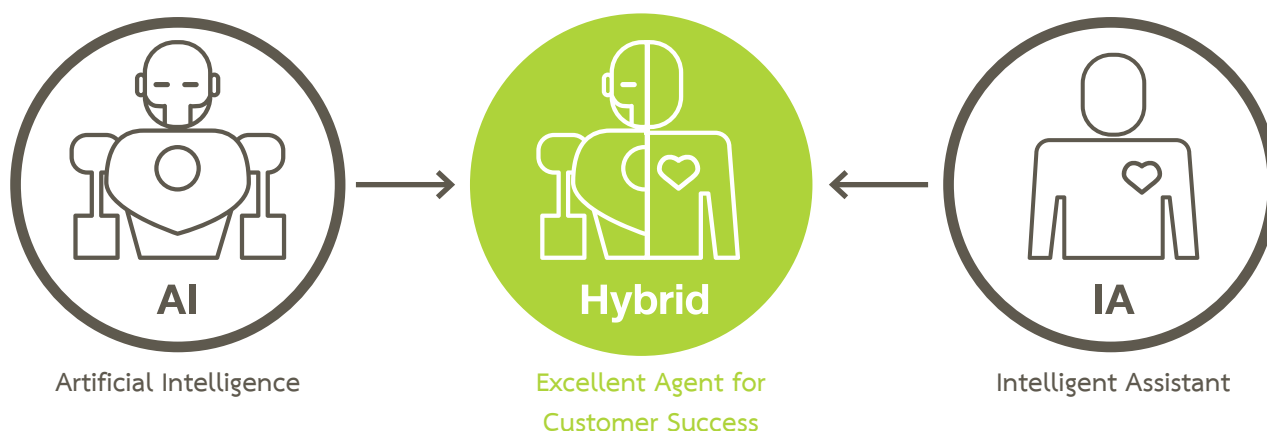 AI
Artificial Intelligence
Hybrid
Excellent Agent for
Customer Success
IA
Intelligent Assistant